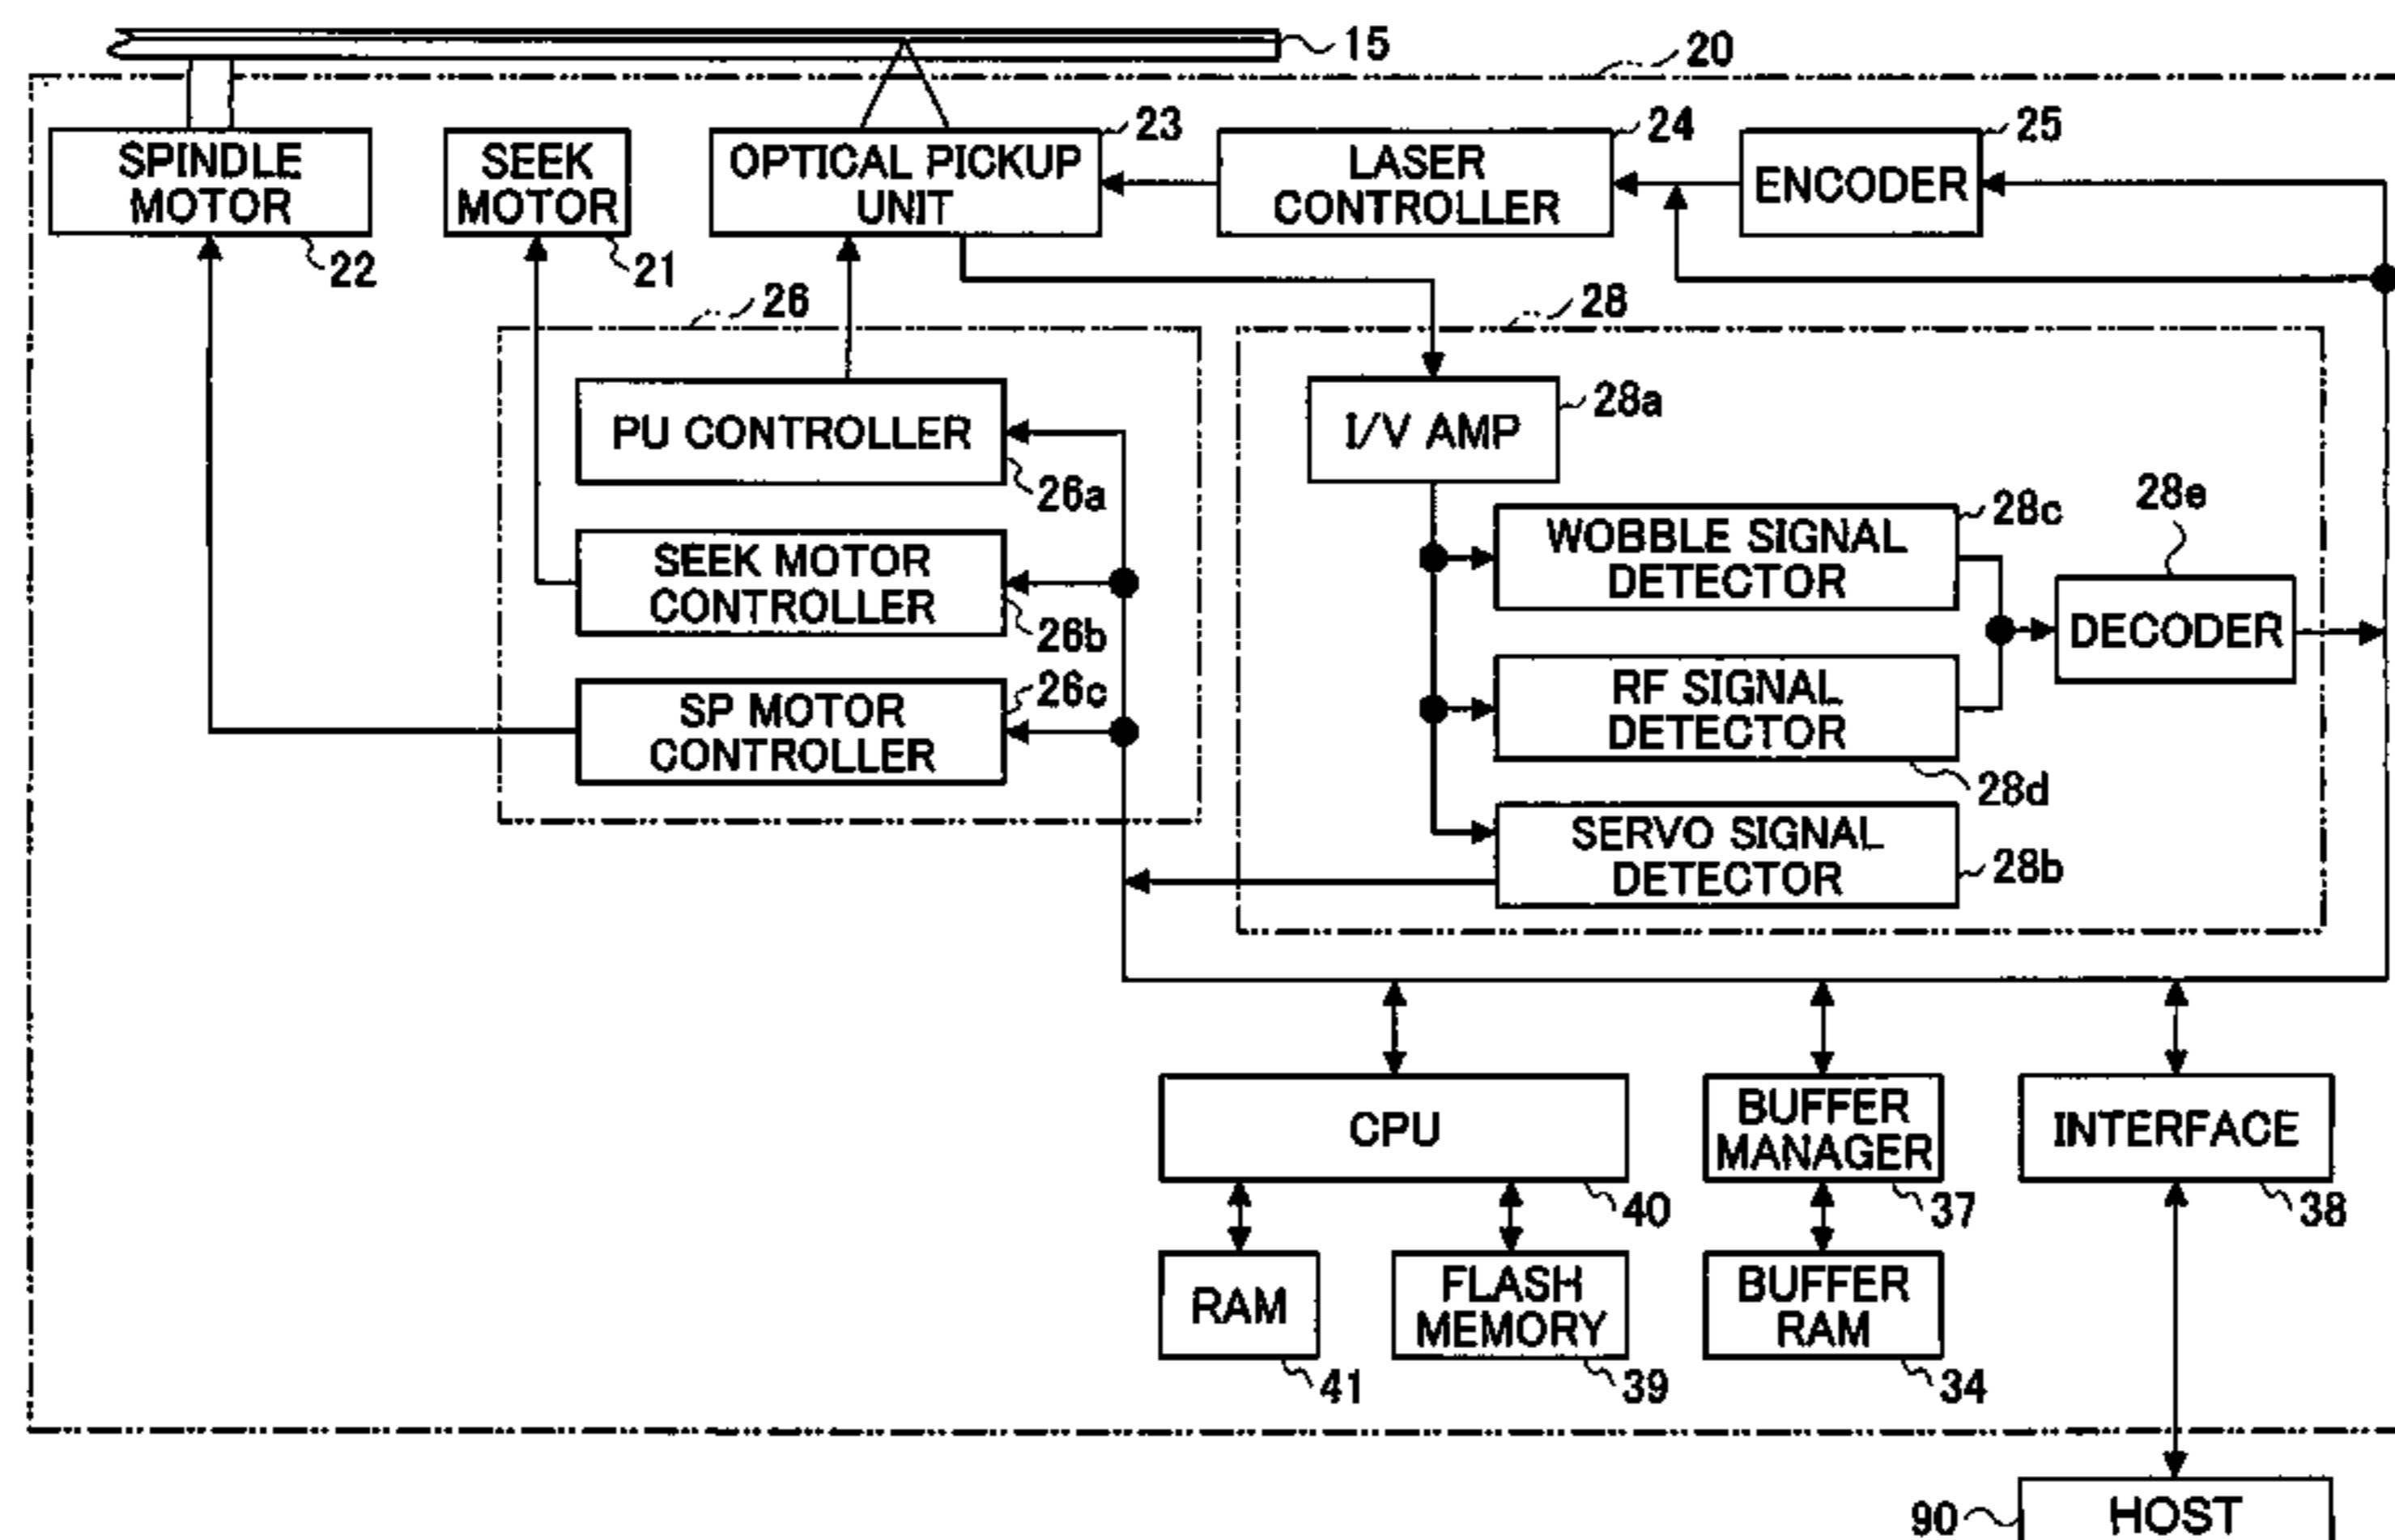 15
20
23
24
25
SPINDLE
MOTOR
SEEK
MOTOR
OPTICAL PICKUP
UNIT
LASER
CONTROLLER
ENCODER
22
21
26
28
PU CONTROLLER
26a
I/V AMP
28a
SEEK MOTOR
CONTROLLER
26b
WOBBLE SIGNAL
DETECTOR
28c
28e
DECODER
SP MOTOR
CONTROLLER
26c
RF SIGNAL
DETECTOR
28d
SERVO SIGNAL
DETECTOR
28b
CPU
40
BUFFER
MANAGER
37
INTERFACE
38
RAM
41
FLASH
MEMORY
39
BUFFER
RAM
34
90
HOST